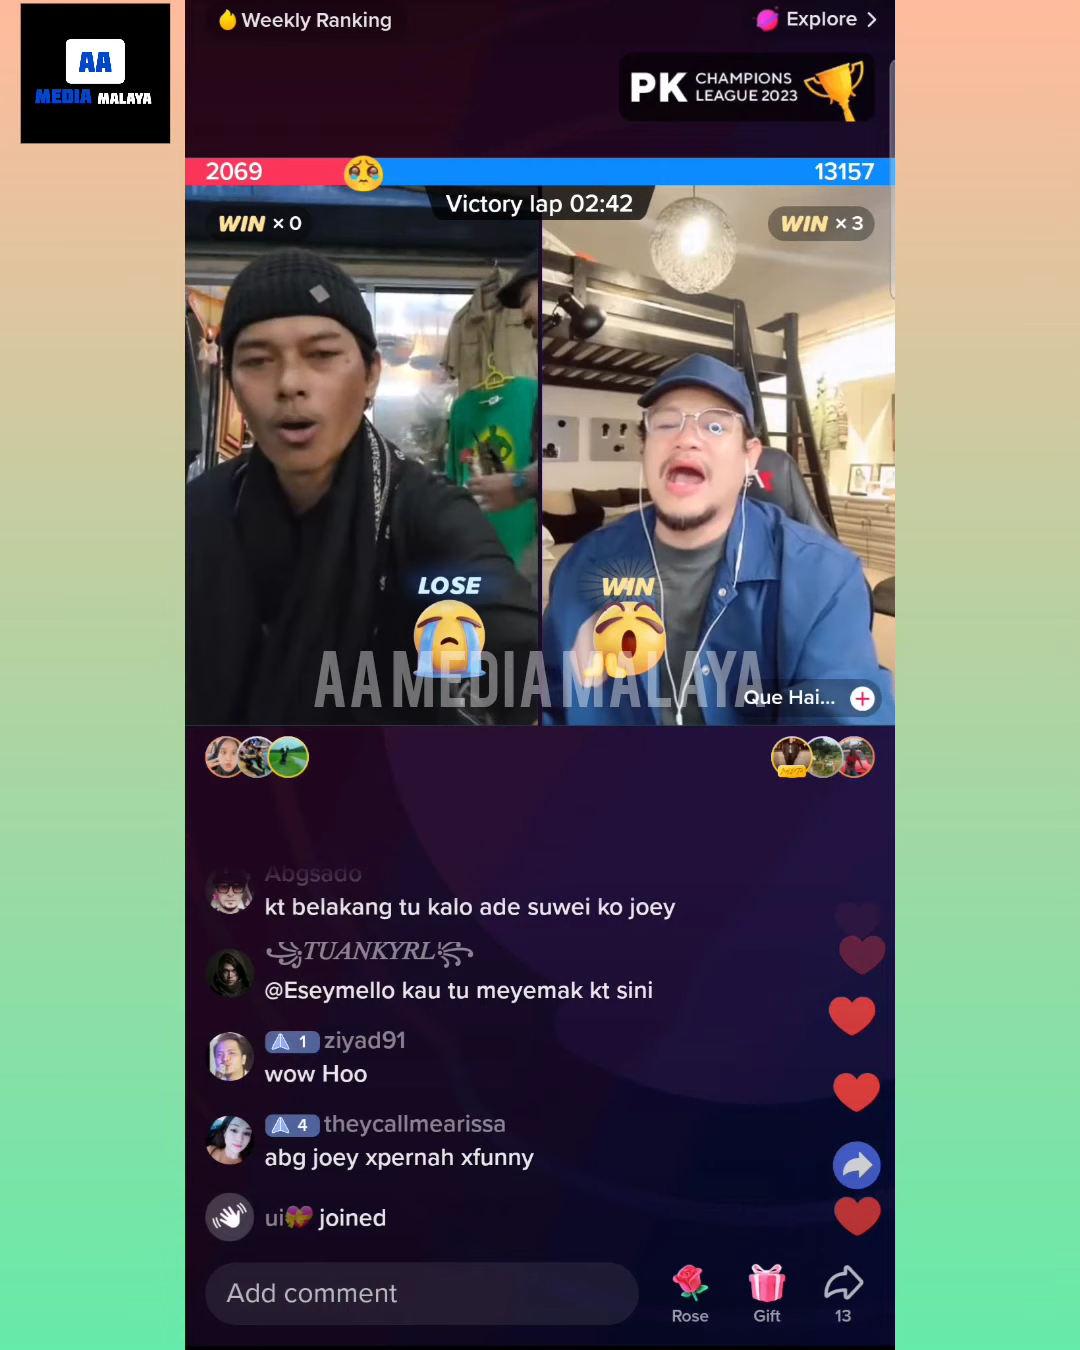 AA
MEDIA MALAYA
Weekly Ranking
Explore
PK CHAMPIONS LEAGUE 2023
2069
13157
Victory lap 02:42
WIN × 0
WIN × 3
LOSE
WIN
AA MEDIA MALAYA
Que Hai...
Abgsado
kt belakang tu kalo ade suwei ko joey
TUANKYRL
@Eseymello kau tu meyemak kt sini
1 ziyad91
wow Hoo
4 theycallmearissa
abg joey xpernah xfunny
ui joined
Add comment
Rose
Gift
13